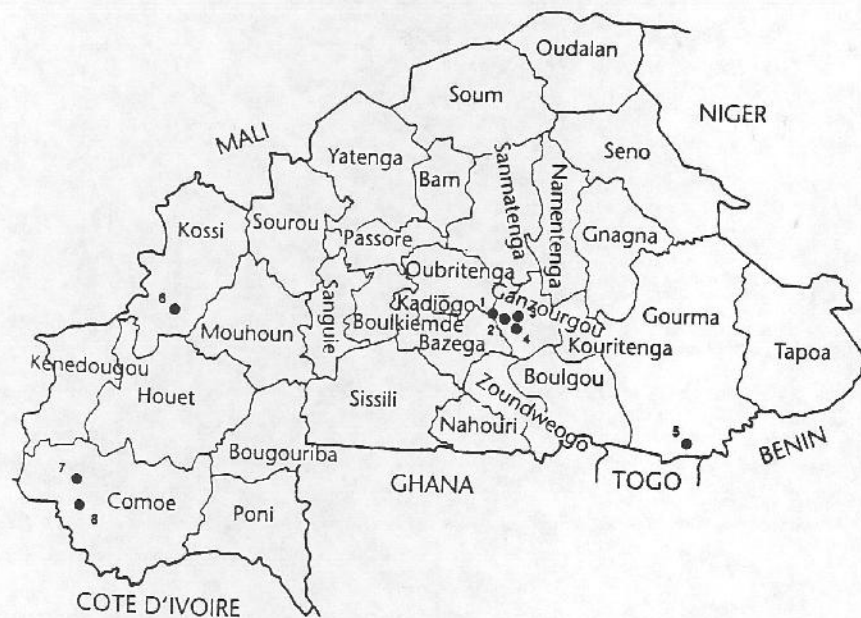 Oudalan
Soum
NIGER
MALI
Seno
Yatenga
Bam
Sanmatenga
Namentenga
Kossi
Sourou
Gnagna
Passore
Oubritenga
6
Sanguie
Kadiogo
1
Ganzourgou
Gourma
Mouhoun
Boulkiemde
2
4
Bazega
Kouritenga
Tapoa
Kenedougou
Houet
Sissili
Zoundweogo
Boulgou
Nahouri
5
BENIN
Bougouriba
7
GHANA
TOGO
Comoe
8
Poni
COTE D'IVOIRE